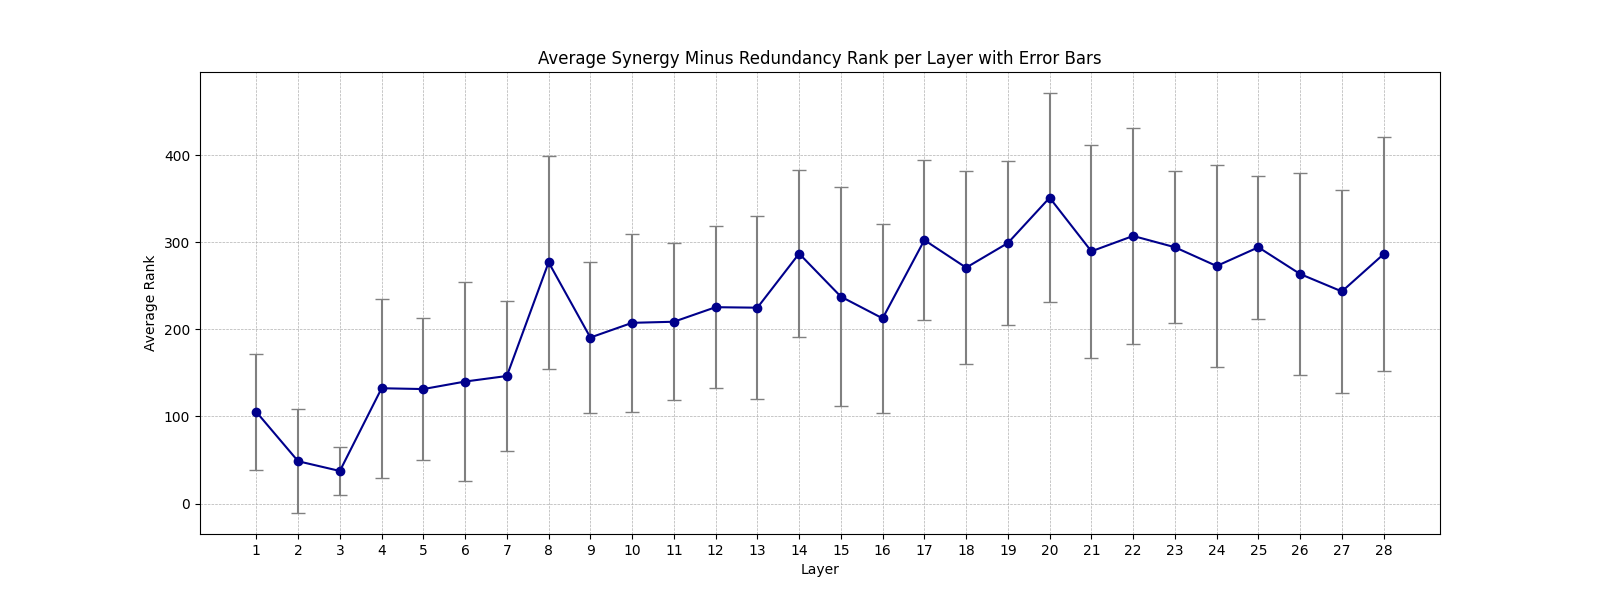 Average Synergy Minus Redundancy Rank per Layer with Error Bars
Average Rank
400
300
200
100
0
1 2 3 4 5 6 7 8 9 10 11 12 13 14 15 16 17 18 19 20 21 22 23 24 25 26 27 28
Layer